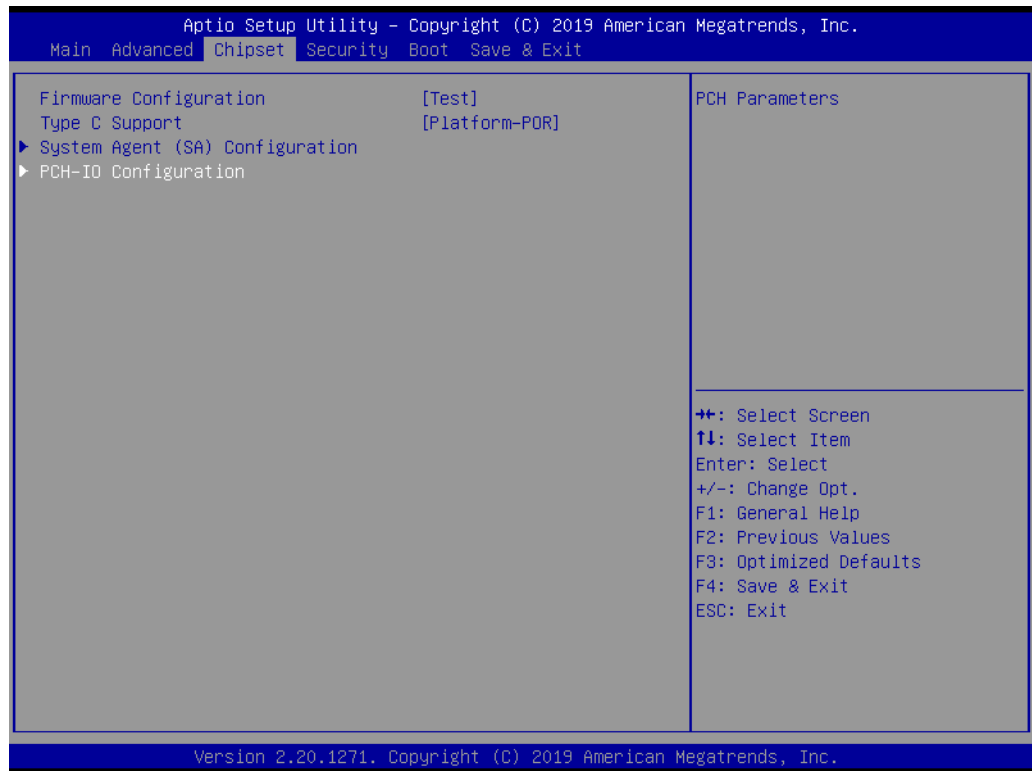 Aptio Setup Utility – Copyright (C) 2019 American Megatrends, Inc.
Main Advanced Chipset Security Boot Save & Exit
Firmware Configuration [Test]
Type C Support [Platform-POR]
▶ System Agent (SA) Configuration
▶ PCH-IO Configuration
PCH Parameters
→←: Select Screen
↑↓: Select Item
Enter: Select
+/-: Change Opt.
F1: General Help
F2: Previous Values
F3: Optimized Defaults
F4: Save & Exit
ESC: Exit
Version 2.20.1271. Copyright (C) 2019 American Megatrends, Inc.